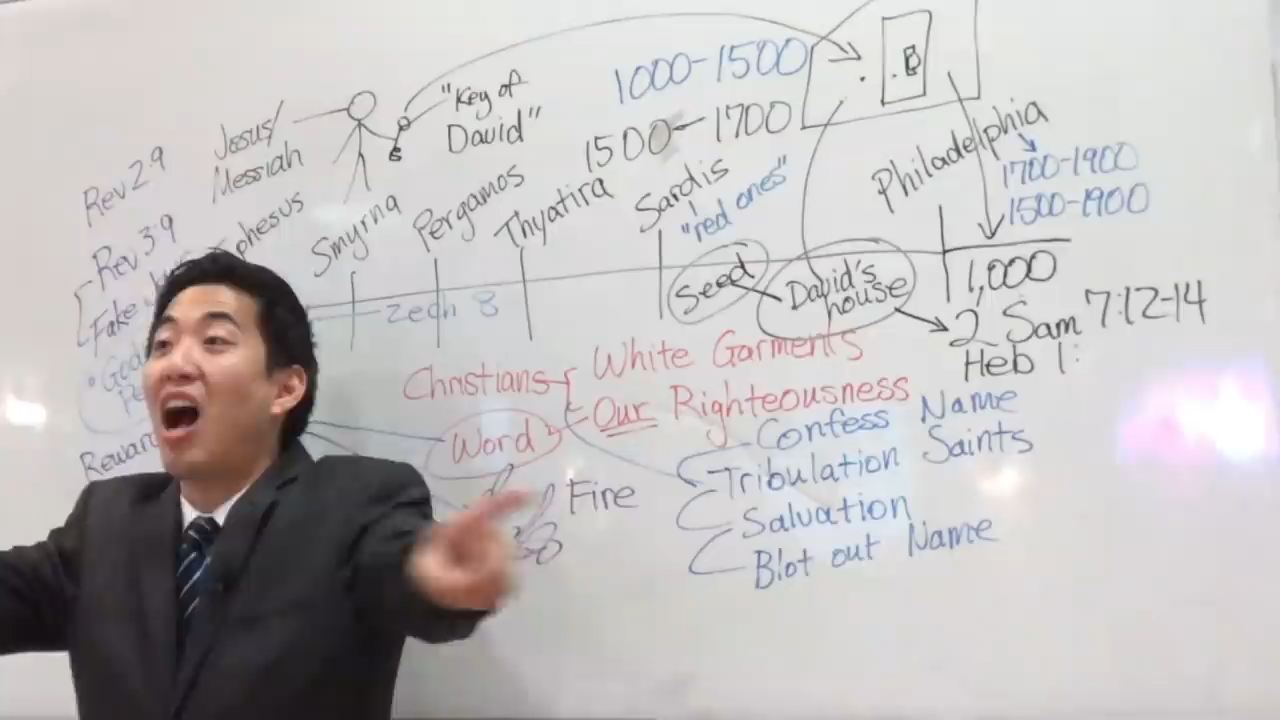 Rev 2:9
Rev 3:9
Fake
Reward
Jesus/
Messiah
"Key of
David"
1000-1500
1500 1700
B
Smyrna
Pergamos
Thyatira
Sardis
"red ones"
Philadelphia
1700-1900
1500-1900
Zech 8
Seed
David's
house
1,000
2 Sam 7:12-14
Heb 1:
Christians
White Garments
Word
Our Righteousness
Confess Name
Tribulation Saints
Salvation
Blot out Name
Fire